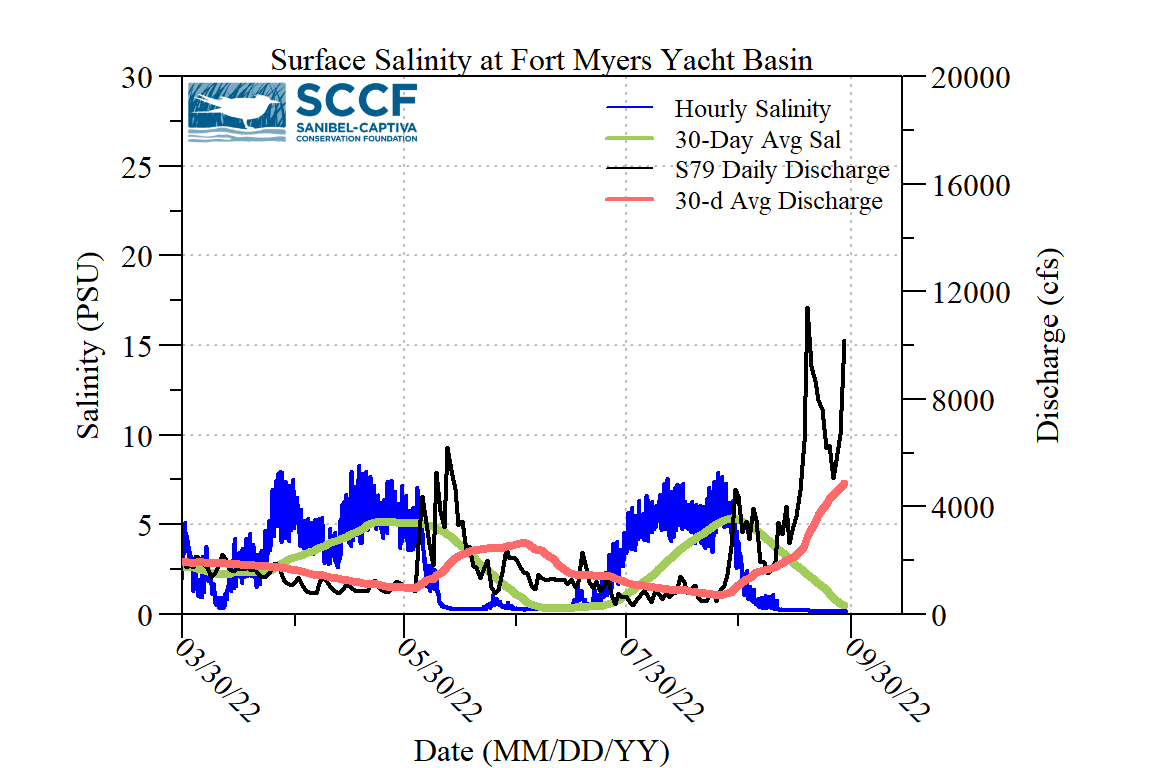 Surface Salinity at Fort Myers Yacht Basin
SCCF
SANIBEL-CAPTIVA
CONSERVATION FOUNDATION
Hourly Salinity
30-Day Avg Sal
S79 Daily Discharge
30-d Avg Discharge
Salinity (PSU)
30
25
20
15
10
5
0
20000
16000
12000
8000
4000
0
Discharge (cfs)
03/30/22
05/30/22
07/30/22
09/30/22
Date (MM/DD/YY)